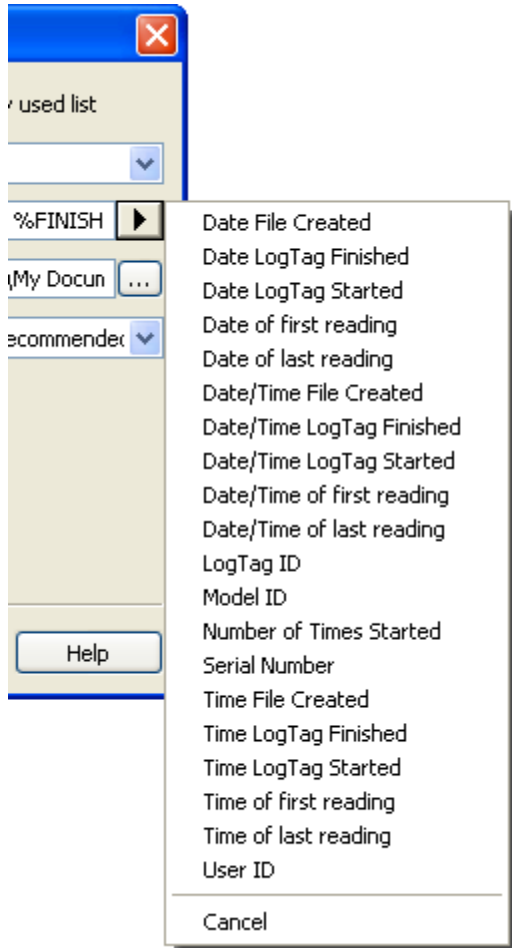 used list
%FINISH
My Docun
Date File Created
Date LogTag Finished
Date LogTag Started
Date of first reading
Date of last reading
Date/Time File Created
Date/Time LogTag Finished
Date/Time LogTag Started
Date/Time of first reading
Date/Time of last reading
LogTag ID
Model ID
Number of Times Started
Serial Number
Time File Created
Time LogTag Finished
Time LogTag Started
Time of first reading
Time of last reading
User ID
Cancel
...
Help